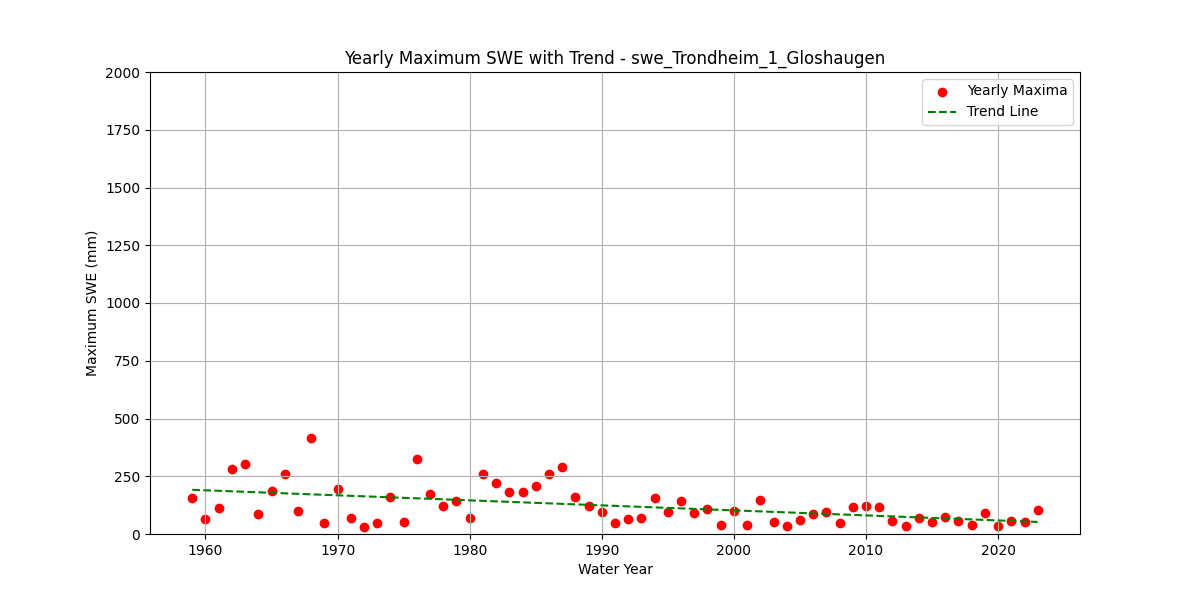 Yearly Maximum SWE with Trend - swe_Trondheim_1_Gloshaugen
Yearly Maxima
Trend Line
Maximum SWE (mm)
2000
1750
1500
1250
1000
750
500
250
0
1960 1970 1980 1990 2000 2010 2020
Water Year